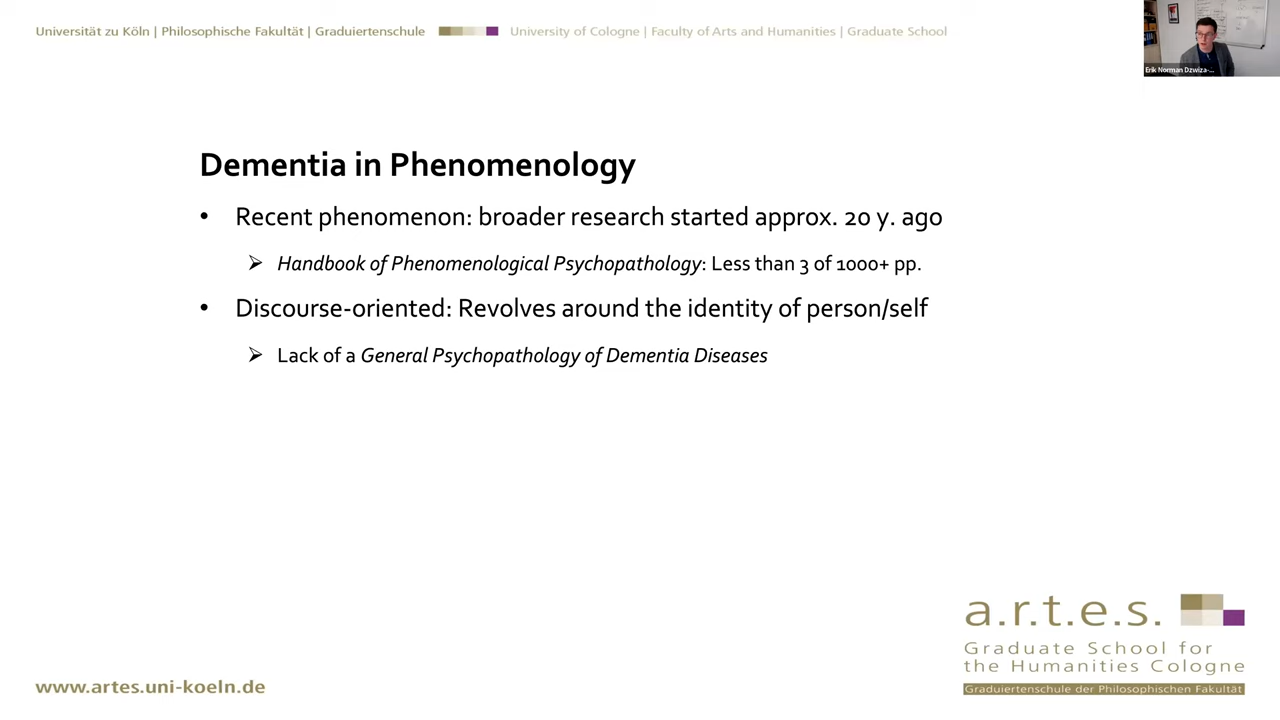 Universität zu Köln | Philosophische Fakultät | Graduiertenschule University of Cologne | Faculty of Arts and Humanities | Graduate School
Erik Norman Dzwiza-...
Dementia in Phenomenology
• Recent phenomenon: broader research started approx. 20 y. ago
➢ Handbook of Phenomenological Psychopathology: Less than 3 of 1000+ pp.
• Discourse-oriented: Revolves around the identity of person/self
➢ Lack of a General Psychopathology of Dementia Diseases
a.r.t.e.s.
Graduate School for
the Humanities Cologne
Graduiertenschule der Philosophischen Fakultät
www.artes.uni-koeln.de